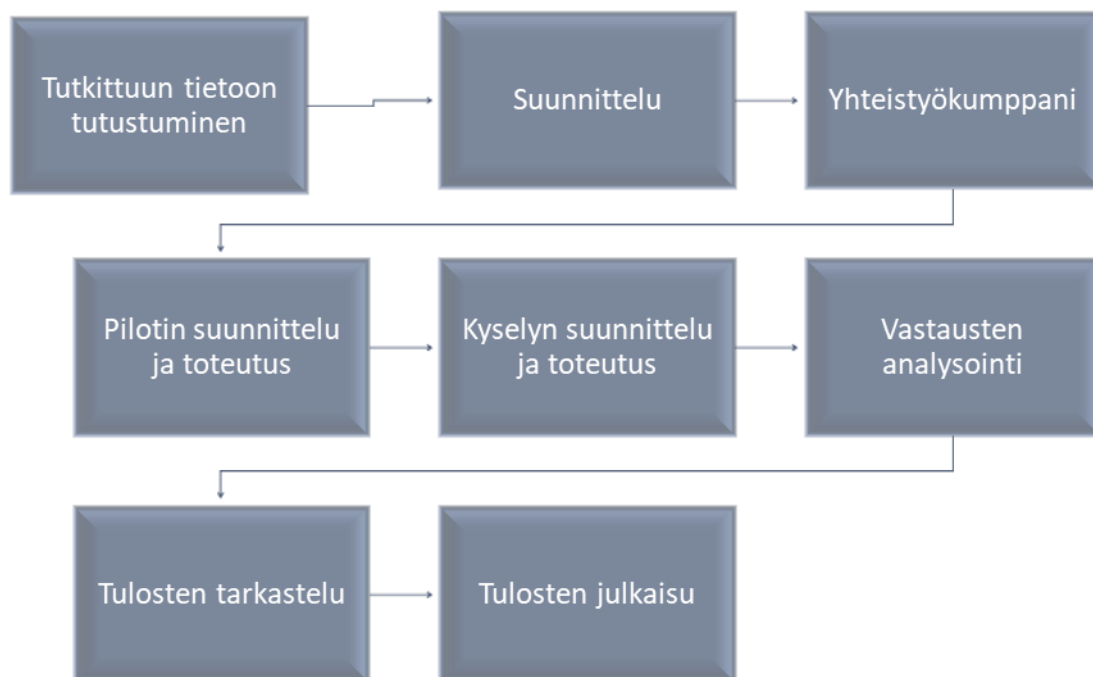 Tutkittuun tietoon
tutustuminen
Suunnittelu
Yhteistyökumppani
Pilotin suunnittelu
ja toteutus
Kyselyn suunnittelu
ja toteutus
Vastausten
analysointi
Tulosten tarkastelu
Tulosten julkaisu